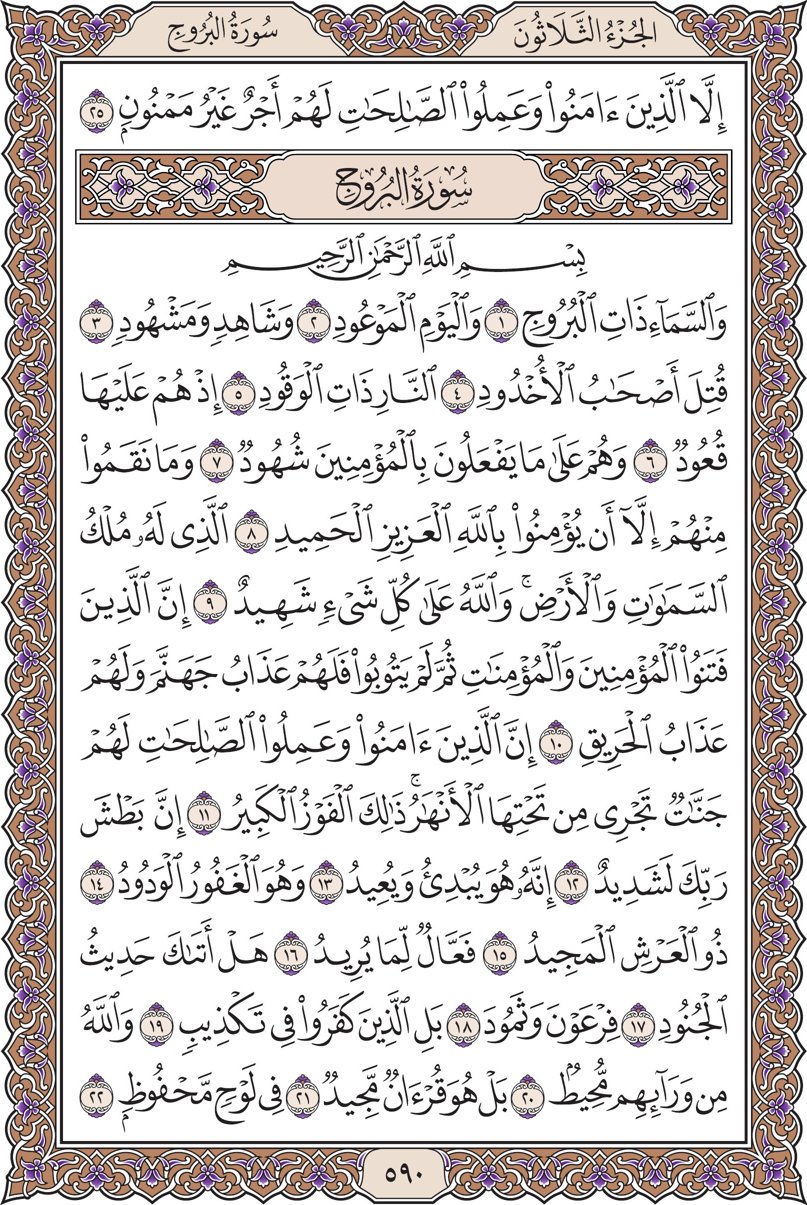 الجُزْءُ الثَّلَاثُونَ
سُورَةُ البُرُوجِ
إِلَّا ٱلَّذِينَ ءَامَنُوا۟ وَعَمِلُوا۟ ٱلصَّـٰلِحَـٰتِ لَهُمْ أَجْرٌ غَيْرُ مَمْنُونٍۭ ٢٥
سُورَةُ البُرُوجِ
بِسْمِ ٱللَّهِ ٱلرَّحْمَـٰنِ ٱلرَّحِيمِ
وَٱلسَّمَآءِ ذَاتِ ٱلْبُرُوجِ ١ وَٱلْيَوْمِ ٱلْمَوْعُودِ ٢ وَشَاهِدٍ وَمَشْهُودٍ ٣
قُتِلَ أَصْحَـٰبُ ٱلْأُخْدُودِ ٤ ٱلنَّارِ ذَاتِ ٱلْوَقُودِ ٥ إِذْ هُمْ عَلَيْهَا
قُعُودٌ ٦ وَهُمْ عَلَىٰ مَا يَفْعَلُونَ بِٱلْمُؤْمِنِينَ شُهُودٌ ٧ وَمَا نَقَمُوا۟
مِنْهُمْ إِلَّآ أَن يُؤْمِنُوا۟ بِٱللَّهِ ٱلْعَزِيزِ ٱلْحَمِيدِ ٨ ٱلَّذِى لَهُۥ مُلْكُ
ٱلسَّمَـٰوَٰتِ وَٱلْأَرْضِ ۚ وَٱللَّهُ عَلَىٰ كُلِّ شَىْءٍ شَهِيدٌ ٩ إِنَّ ٱلَّذِينَ
فَتَنُوا۟ ٱلْمُؤْمِنِينَ وَٱلْمُؤْمِنَـٰتِ ثُمَّ لَمْ يَتُوبُوا۟ فَلَهُمْ عَذَابُ جَهَنَّمَ وَلَهُمْ
عَذَابُ ٱلْحَرِيقِ ١٠ إِنَّ ٱلَّذِينَ ءَامَنُوا۟ وَعَمِلُوا۟ ٱلصَّـٰلِحَـٰتِ لَهُمْ
جَنَّـٰتٌ تَجْرِى مِن تَحْتِهَا ٱلْأَنْهَـٰرُ ۚ ذَٰلِكَ ٱلْفَوْزُ ٱلْكَبِيرُ ١١ إِنَّ بَطْشَ
رَبِّكَ لَشَدِيدٌ ١٢ إِنَّهُۥ هُوَ يُبْدِئُ وَيُعِيدُ ١٣ وَهُوَ ٱلْغَفُورُ ٱلْوَدُودُ ١٤
ذُو ٱلْعَرْشِ ٱلْمَجِيدُ ١٥ فَعَّالٌ لِّمَا يُرِيدُ ١٦ هَلْ أَتَىٰكَ حَدِيثُ
ٱلْجُنُودِ ١٧ فِرْعَوْنَ وَثَمُودَ ١٨ بَلِ ٱلَّذِينَ كَفَرُوا۟ فِى تَكْذِيبٍ ١٩ وَٱللَّهُ
مِن وَرَآئِهِم مُّحِيطٌۢ ٢٠ بَلْ هُوَ قُرْءَانٌ مَّجِيدٌ ٢١ فِى لَوْحٍ مَّحْفُوظٍۭ ٢٢
٥٩٠